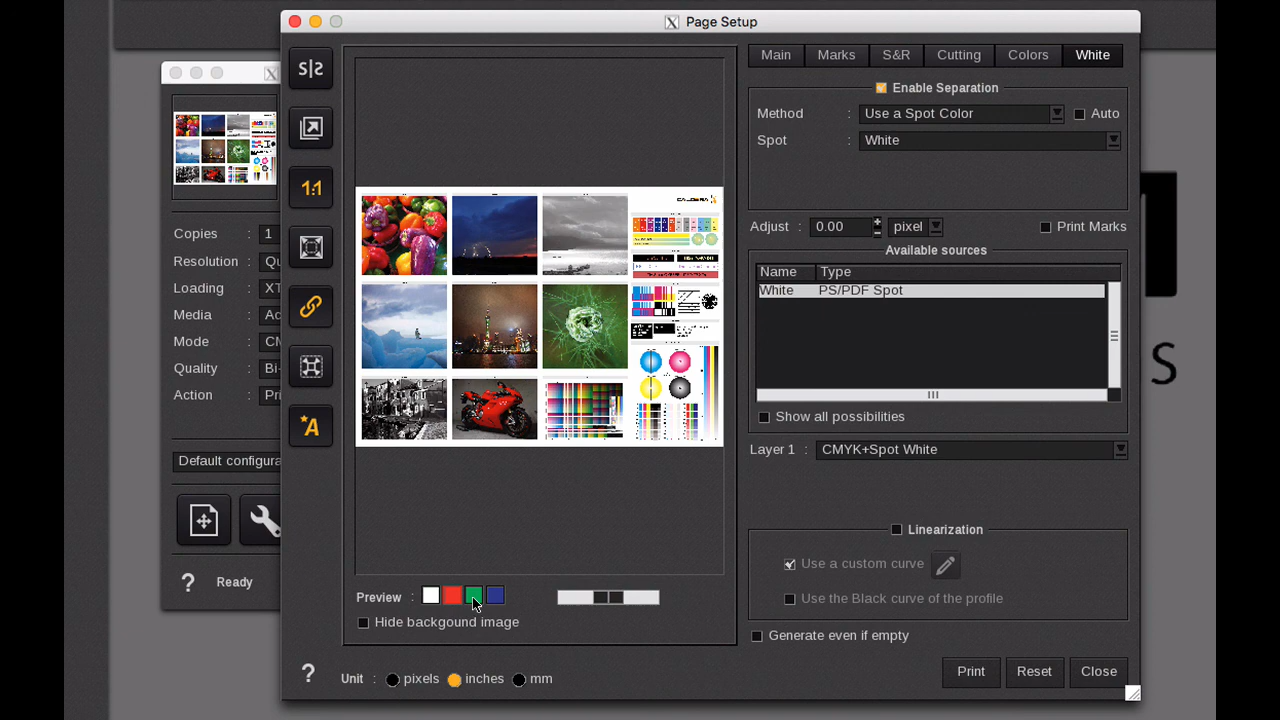 Page Setup
S|S
1:1
A
Main
Marks
S&R
Cutting
Colors
White
Enable Separation
Method : Use a Spot Color Auto
Spot : White
Adjust : 0.00 pixel Print Marks
Available sources
Name Type
White PS/PDF Spot
Show all possibilities
Layer 1 : CMYK+Spot White
Linearization
Use a custom curve
Use the Black curve of the profile
Generate even if empty
Print Reset Close
CALDERA
Preview :
Hide backgound image
? Unit : pixels inches mm
Copies 1
Resolution : Qu
Loading : XT
Media : Ad
Mode : CM
Quality : Bi-
Action : Pri
Default configura
? Ready
S